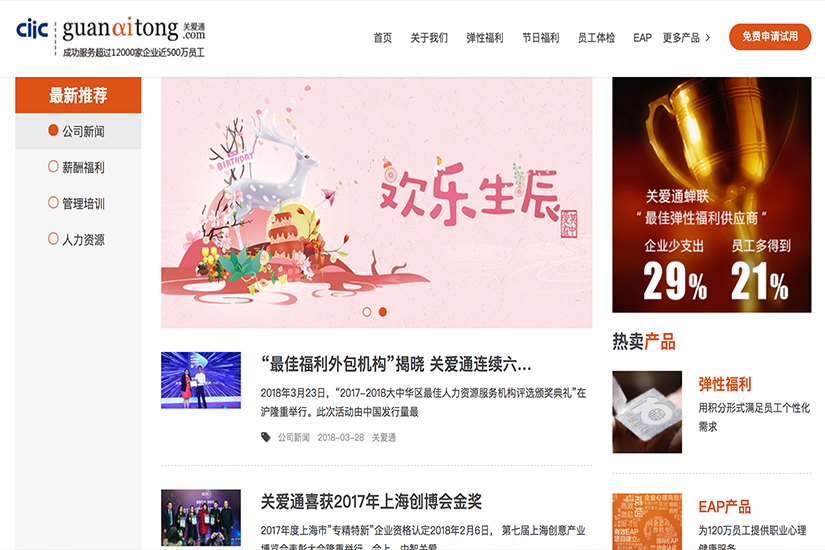 ciic guanaitong 关爱通 .com
成功服务超过12000家企业近500万员工
首页 关于我们 弹性福利 节日福利 员工体检 EAP 更多产品
免费申请试用
最新推荐
公司新闻
薪酬福利
管理培训
人力资源
BIRTHDAY
欢乐生辰
关爱通蝉联
“最佳弹性福利供应商“
企业少支出 员工多得到
29% 21%
“最佳福利外包机构”揭晓 关爱通连续六...
2018年3月23日，“2017-2018大中华区最佳人力资源服务机构评选颁奖典礼”在
沪隆重举行。此次活动由中国发行量最
公司新闻 2018-03-28 关爱通
关爱通喜获2017年上海创博会金奖
2017年度上海市"专精特新"企业资格认定2018年2月6日， 第七届上海创意产业
博览会表彰大会隆重举行。会上，中智关爱
热卖产品
弹性福利
用积分形式满足员工个性化
需求
EAP产品
为120万员工提供职业心理
健康服务